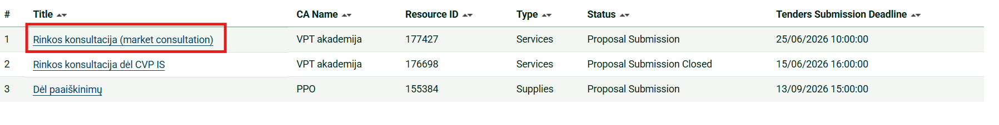 # Title CA Name Resource ID Type Status Tenders Submission Deadline
1 Rinkos konsultacija (market consultation) VPT akademija 177427 Services Proposal Submission 25/06/2026 10:00:00
2 Rinkos konsultacija dėl CVP IS VPT akademija 176698 Services Proposal Submission Closed 15/06/2026 16:00:00
3 Dėl paaiškinimų PPO 155384 Supplies Proposal Submission 13/09/2026 15:00:00